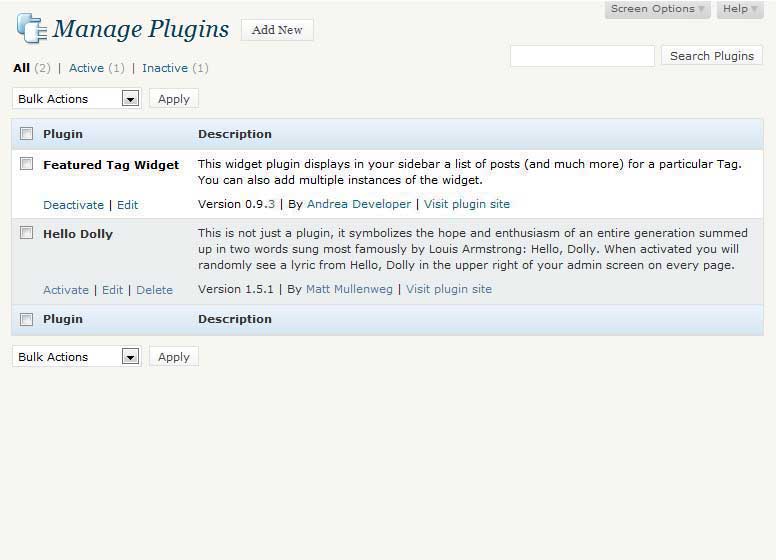 Screen Options Help
Manage Plugins Add New
All (2) | Active (1) | Inactive (1)
Search Plugins
Bulk Actions Apply
Plugin Description
Featured Tag Widget This widget plugin displays in your sidebar a list of posts (and much more) for a particular Tag.
You can also add multiple instances of the widget.
Deactivate | Edit Version 0.9.3 | By Andrea Developer | Visit plugin site
Hello Dolly This is not just a plugin, it symbolizes the hope and enthusiasm of an entire generation summed
up in two words sung most famously by Louis Armstrong: Hello, Dolly. When activated you will
randomly see a lyric from Hello, Dolly in the upper right of your admin screen on every page.
Activate | Edit | Delete Version 1.5.1 | By Matt Mullenweg | Visit plugin site
Plugin Description
Bulk Actions Apply